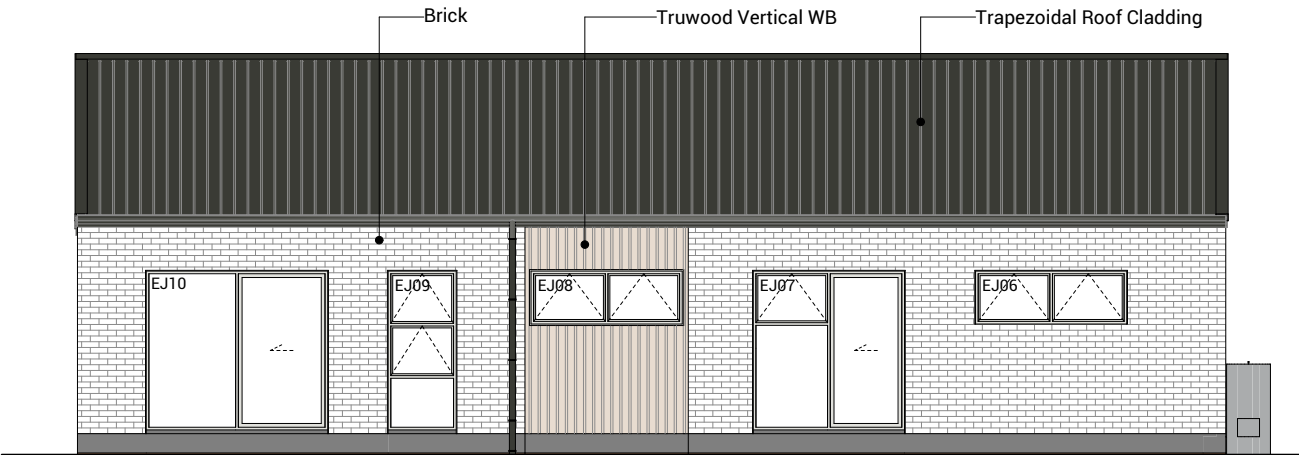 Brick
Truwood Vertical WB
Trapezoidal Roof Cladding
EJ10
EJ09
EJ08
EJ07
EJ06